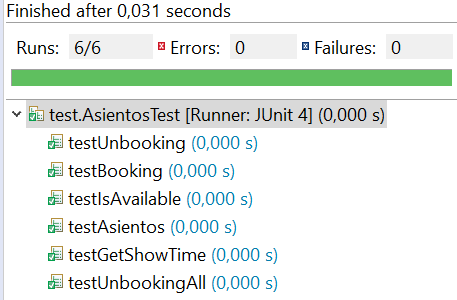 Finished after 0,031 seconds
Runs: 6/6 Errors: 0 Failures: 0
test.AsientosTest [Runner: JUnit 4] (0,000 s)
testUnbooking (0,000 s)
testBooking (0,000 s)
testIsAvailable (0,000 s)
testAsientos (0,000 s)
testGetShowTime (0,000 s)
testUnbookingAll (0,000 s)